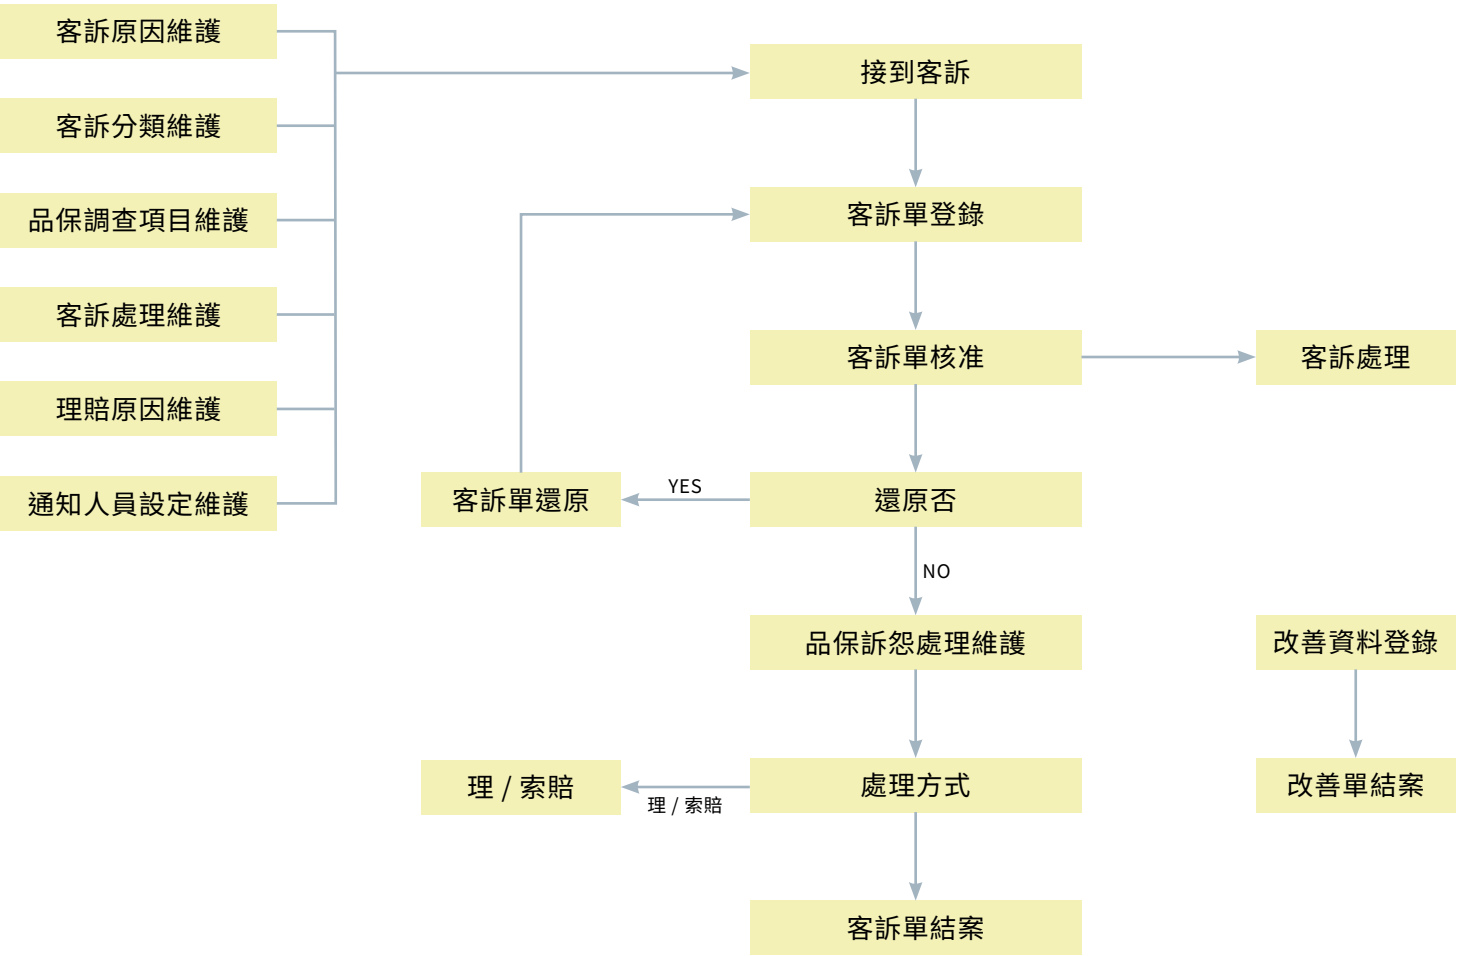 客訴原因維護
客訴分類維護
品保調查項目維護
客訴處理維護
理賠原因維護
通知人員設定維護
接到客訴
客訴單登錄
客訴單核准
客訴處理
客訴單還原
YES
還原否
NO
品保訴怨處理維護
改善資料登錄
理 / 索賠
理 / 索賠
處理方式
改善單結案
客訴單結案